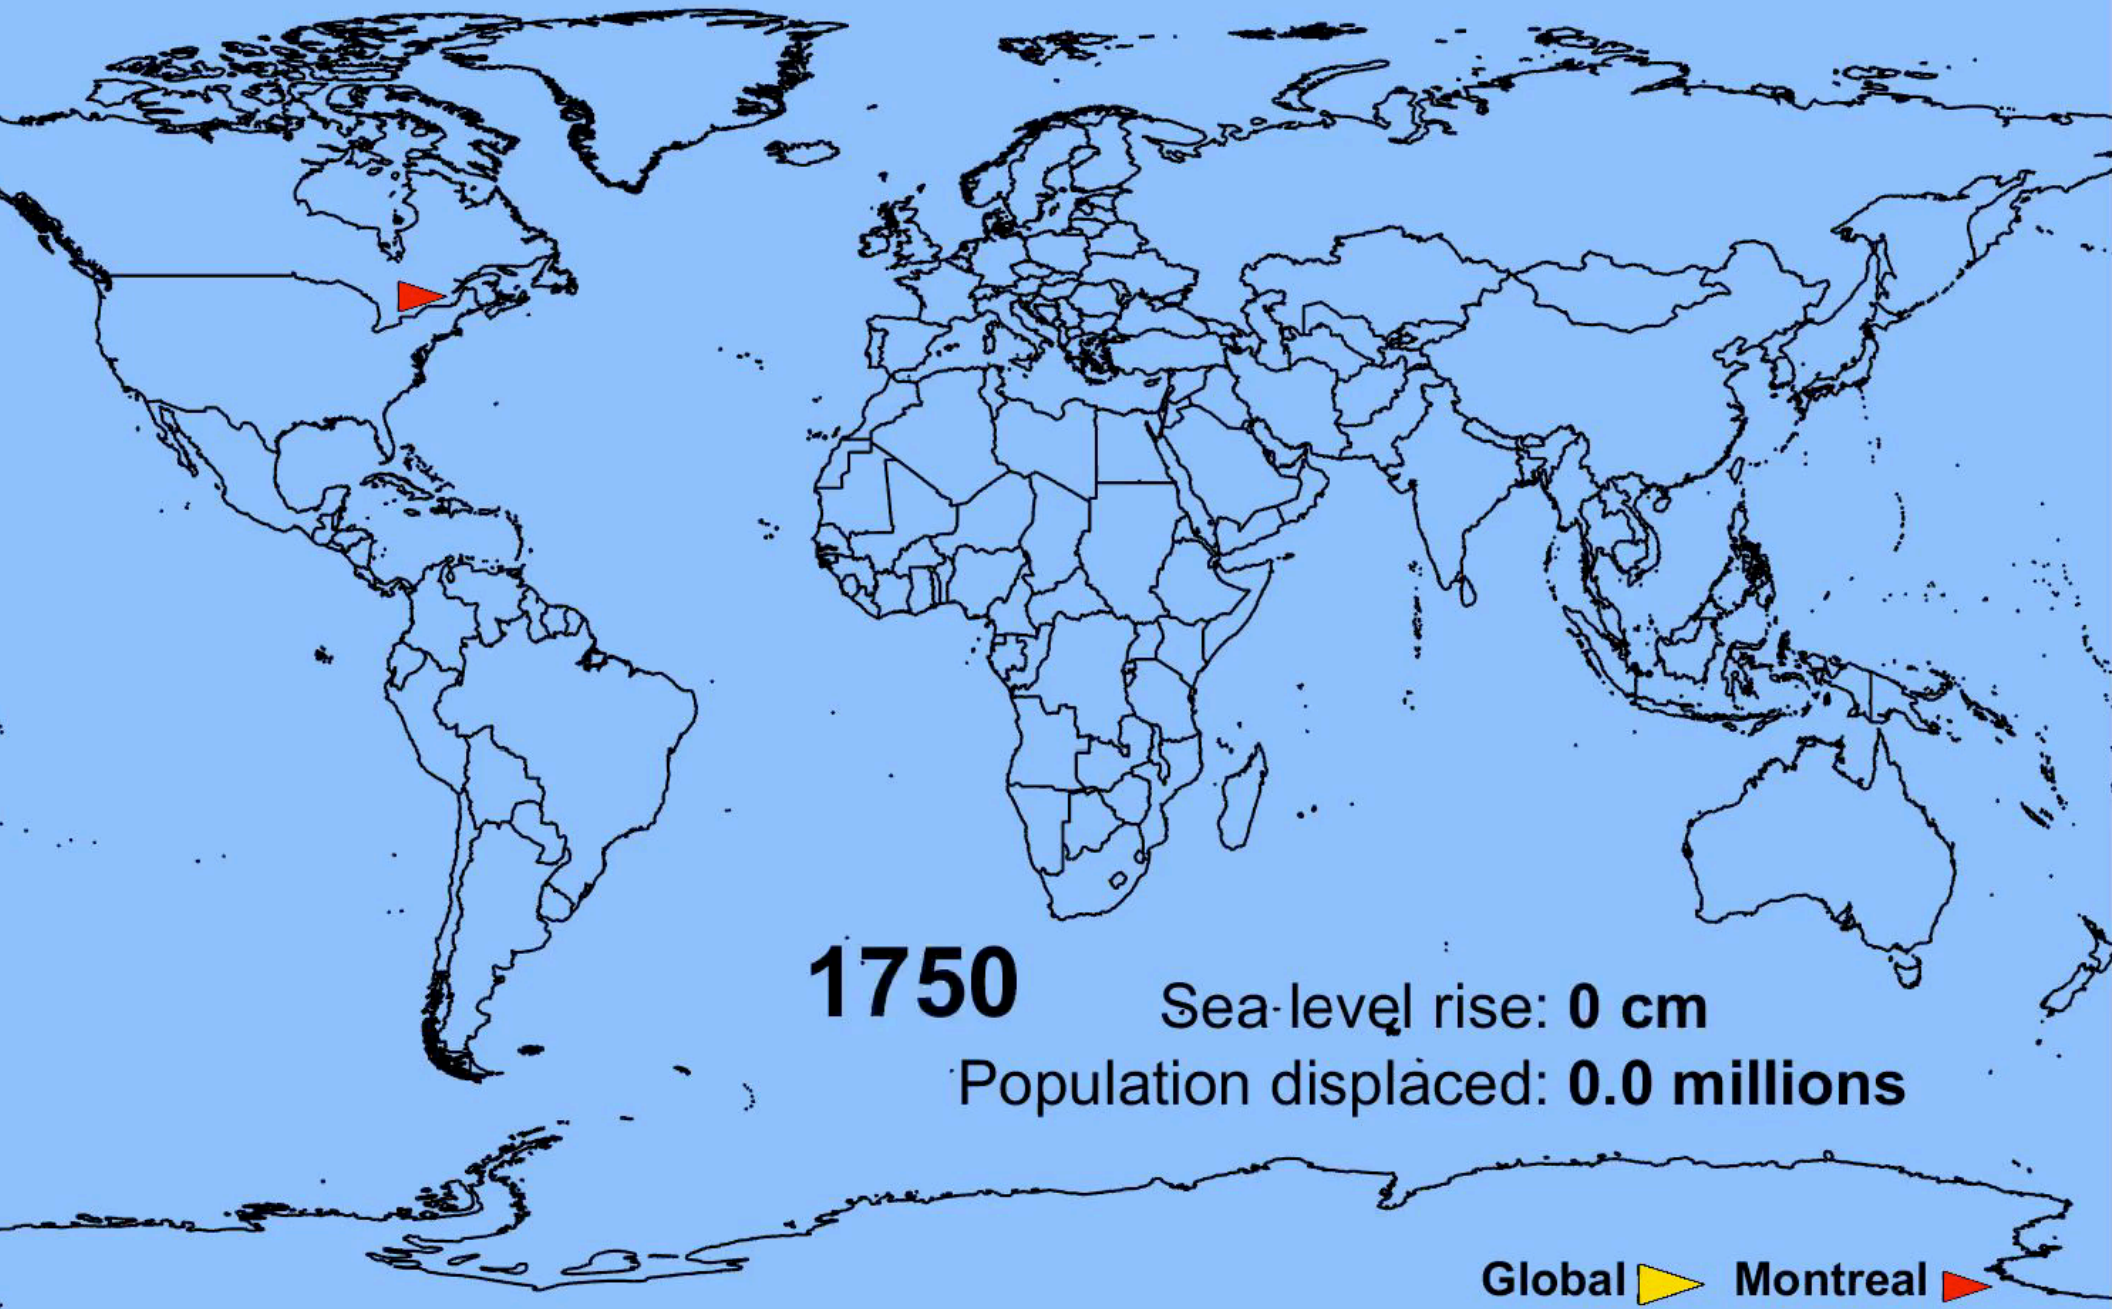 1750
Sea level rise: 0 cm
Population displaced: 0.0 millions
Global Montreal